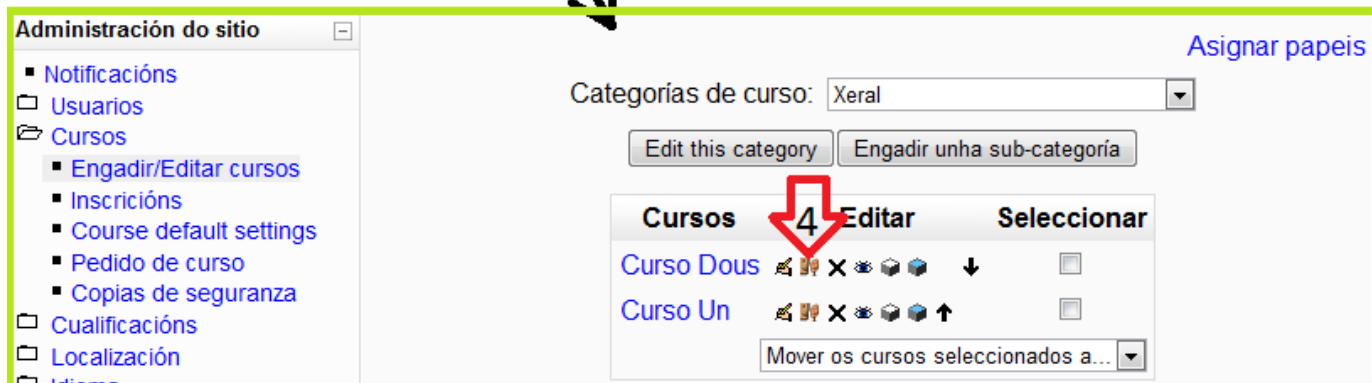 Administración do sitio
Notificacións
Usuarios
Cursos
Engadir/Editar cursos
Inscricións
Course default settings
Pedido de curso
Copias de seguranza
Cualificacións
Localización
Idioma
Asignar papeis
Categorías de curso: Xeral
Edit this category Engadir unha sub-categoría
Cursos 4 Editar Seleccionar
Curso Dous
Curso Un
Mover os cursos seleccionados a...